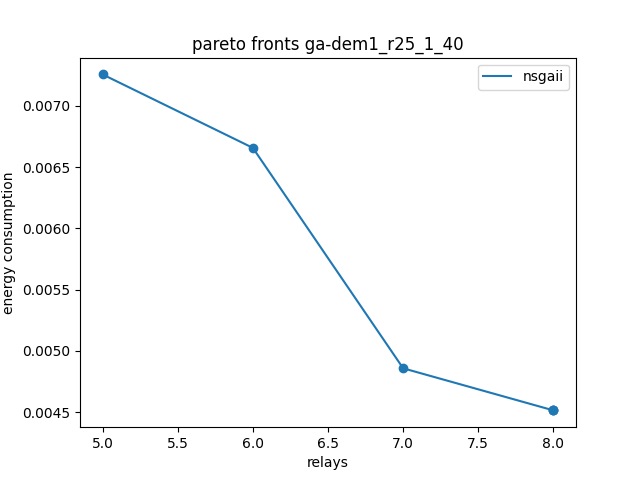 pareto fronts ga-dem1_r25_1_40
nsgaii
0.0070
0.0065
0.0060
0.0055
0.0050
0.0045
energy consumption
5.0 5.5 6.0 6.5 7.0 7.5 8.0
relays